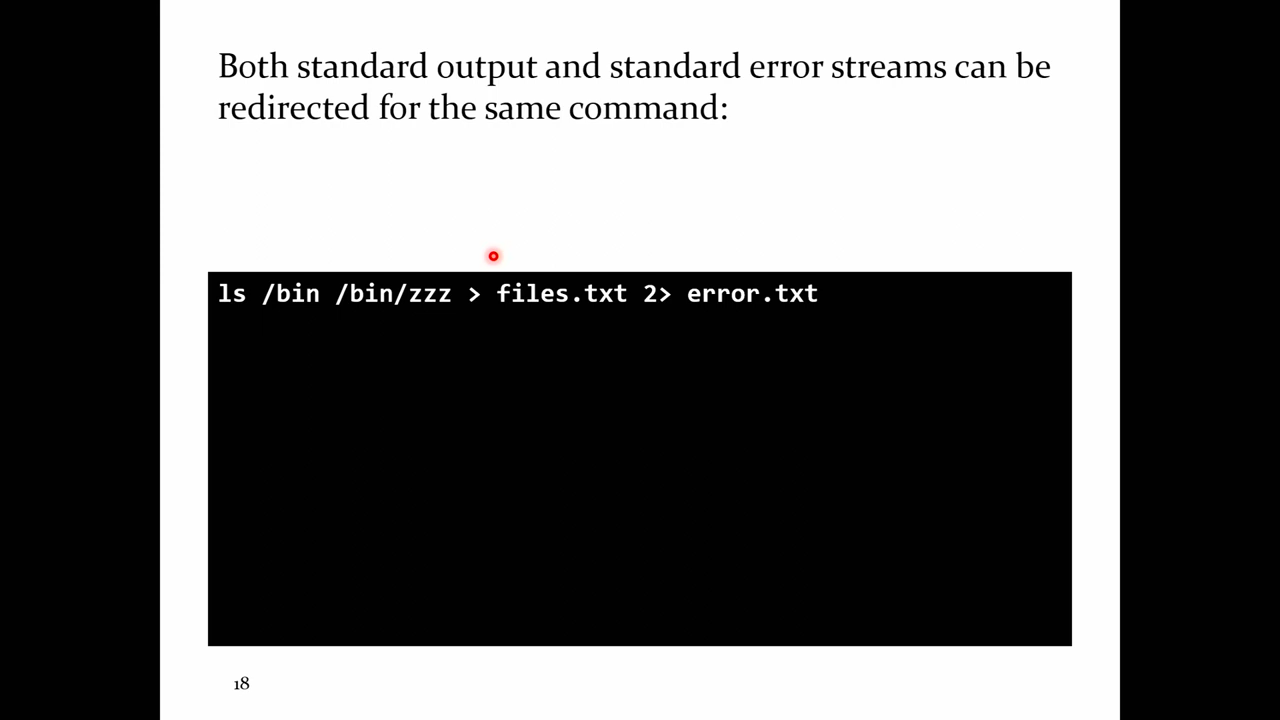 Both standard output and standard error streams can be
redirected for the same command:
ls /bin /bin/zzz > files.txt 2> error.txt
18